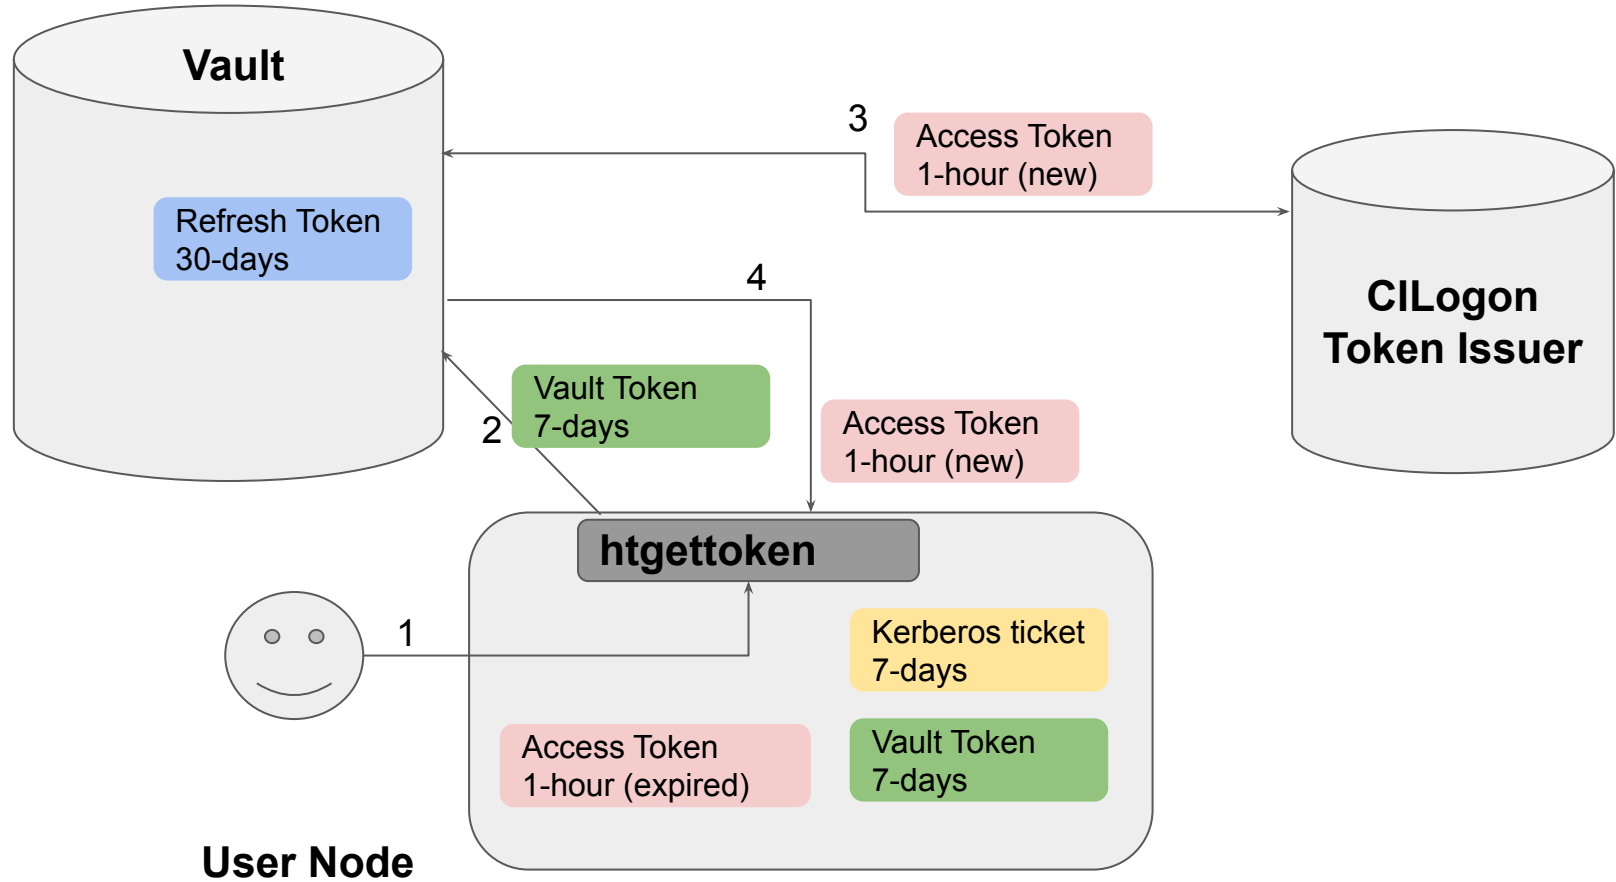 Vault
3
Access Token
1-hour (new)
Refresh Token
30-days
4
CILogon
Token Issuer
Vault Token
7-days
2
Access Token
1-hour (new)
htgettoken
1
Kerberos ticket
7-days
Access Token
1-hour (expired)
Vault Token
7-days
User Node